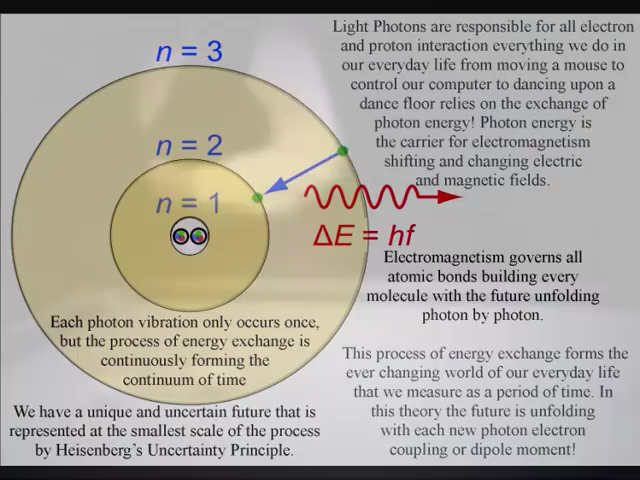 n = 3
n = 2
n = 1
Light Photons are responsible for all electron
and proton interaction everything we do in
our everyday life from moving a mouse to
control our computer to dancing upon a
dance floor relies on the exchange of
photon energy! Photon energy is
the carrier for electromagnetism
shifting and changing electric
and magnetic fields.
ΔE = hf
Electromagnetism governs all
atomic bonds building every
molecule with the future unfolding
photon by photon.
Each photon vibration only occurs once,
but the process of energy exchange is
continuously forming the
continuum of time
We have a unique and uncertain future that is
represented at the smallest scale of the process
by Heisenberg's Uncertainty Principle.
This process of energy exchange forms the
ever changing world of our everyday life
that we measure as a period of time. In
this theory the future is unfolding
with each new photon electron
coupling or dipole moment!